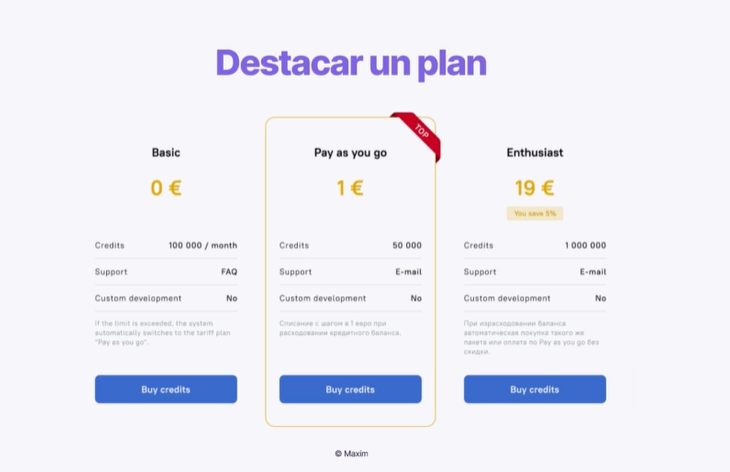 Destacar un plan
TOP
Basic
0 €
Credits 100 000 / month
Support FAQ
Custom development No
If the limit is exceeded, the system
automatically switches to the tariff plan
"Pay as you go".
Buy credits
Pay as you go
1 €
Credits 50 000
Support E-mail
Custom development No
Списание с шагом в 1 евро при
расходовании кредитного баланса.
Buy credits
Enthusiast
19 €
You save 5%
Credits 1 000 000
Support E-mail
Custom development No
При израсходовании баланса
автоматическая покупка такого же
пакета или оплата по Pay as you go без
скидки.
Buy credits
© Maxim